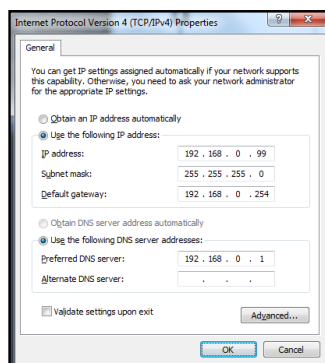 Internet Protocol Version 4 (TCP/IPv4) Properties
General
You can get IP settings assigned automatically if your network supports
this capability. Otherwise, you need to ask your network administrator
for the appropriate IP settings.
Obtain an IP address automatically
Use the following IP address:
IP address: 192 . 168 . 0 . 99
Subnet mask: 255 . 255 . 255 . 0
Default gateway: 192 . 168 . 0 . 254
Obtain DNS server address automatically
Use the following DNS server addresses:
Preferred DNS server: 192 . 168 . 0 . 1
Alternate DNS server: . . .
Validate settings upon exit
Advanced...
OK Cancel